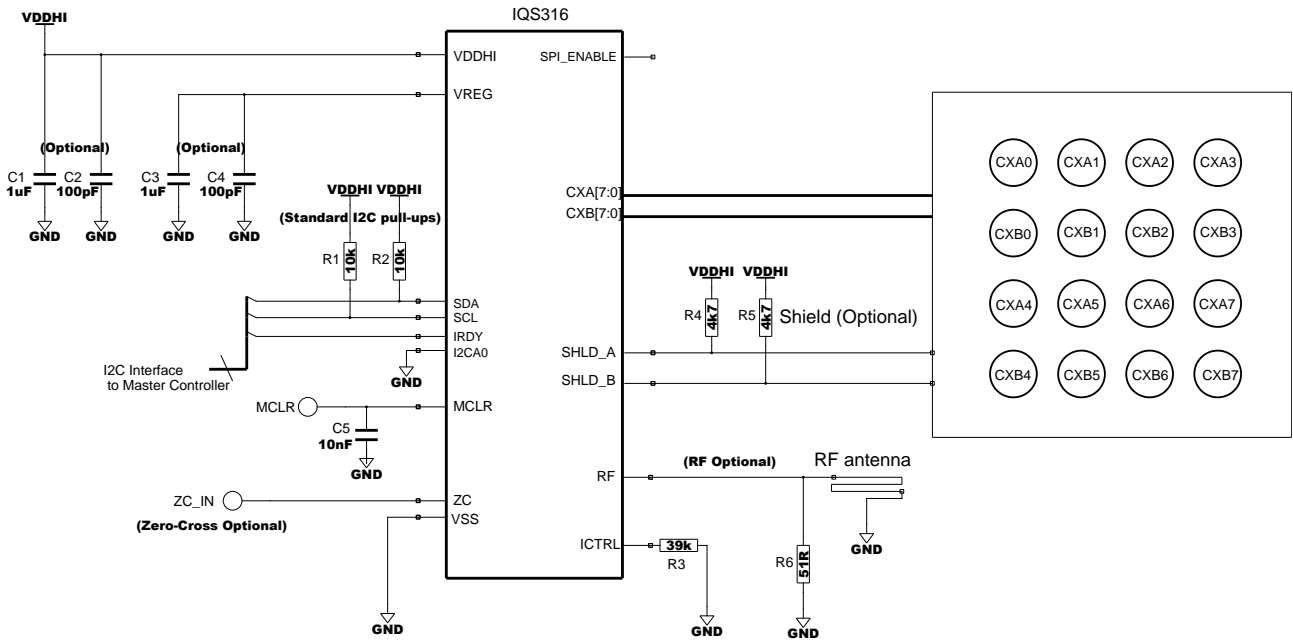 IQS316
VDDHI
VDDHI
SPI_ENABLE
VREG
(Optional)
(Optional)
C1
1uF
C2
100pF
C3
1uF
C4
100pF
GND
GND
GND
GND
VDDHI
VDDHI
(Standard I2C pull-ups)
R1
10k
R2
10k
CXA[7:0]
CXB[7:0]
CXA0
CXA1
CXA2
CXA3
CXB0
CXB1
CXB2
CXB3
CXA4
CXA5
CXA6
CXA7
CXB4
CXB5
CXB6
CXB7
VDDHI
VDDHI
R4
4k7
R5
4k7
Shield (Optional)
SDA
SCL
IRDY
I2CA0
SHLD_A
SHLD_B
I2C Interface
to Master Controller
GND
MCLR
MCLR
C5
10nF
GND
RF
(RF Optional)
RF antenna
GND
ZC_IN
ZC
(Zero-Cross Optional)
VSS
ICTRL
39k
R3
R6
51R
GND
GND
GND